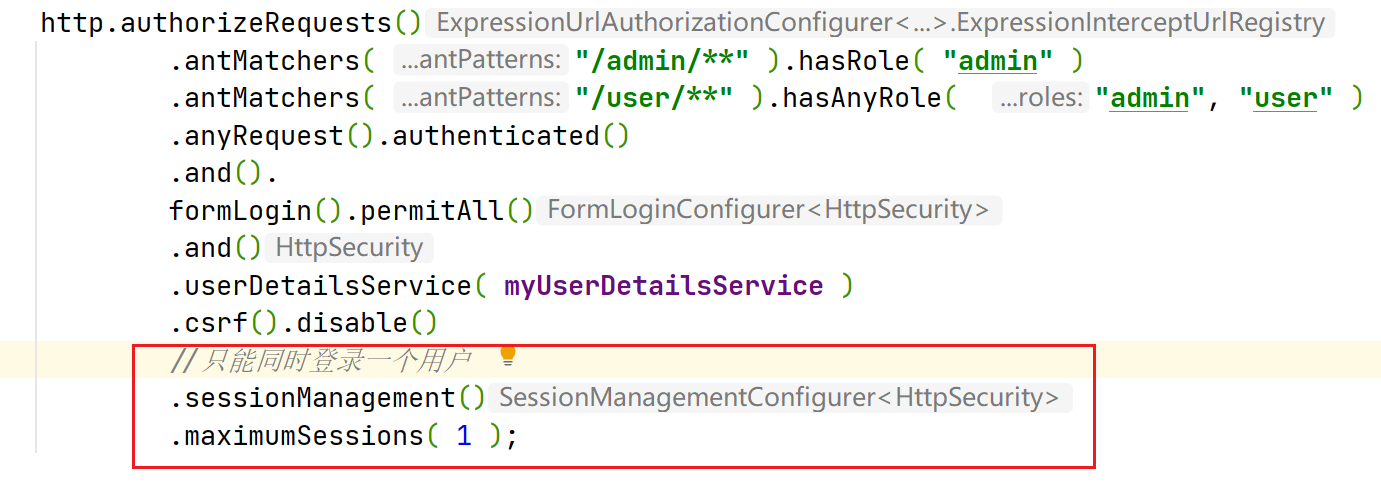 http.authorizeRequests() ExpressionUrlAuthorizationConfigurer<...>.ExpressionInterceptUrlRegistry
.antMatchers( ...antPatterns: "/admin/**" ).hasRole( "admin" )
.antMatchers( ...antPatterns: "/user/**" ).hasAnyRole( ...roles: "admin", "user" )
.anyRequest().authenticated()
.and().
formLogin().permitAll() FormLoginConfigurer<HttpSecurity>
.and() HttpSecurity
.userDetailsService( myUserDetailsService )
.csrf().disable()
//只能同时登录一个用户
.sessionManagement() SessionManagementConfigurer<HttpSecurity>
.maximumSessions( 1 );